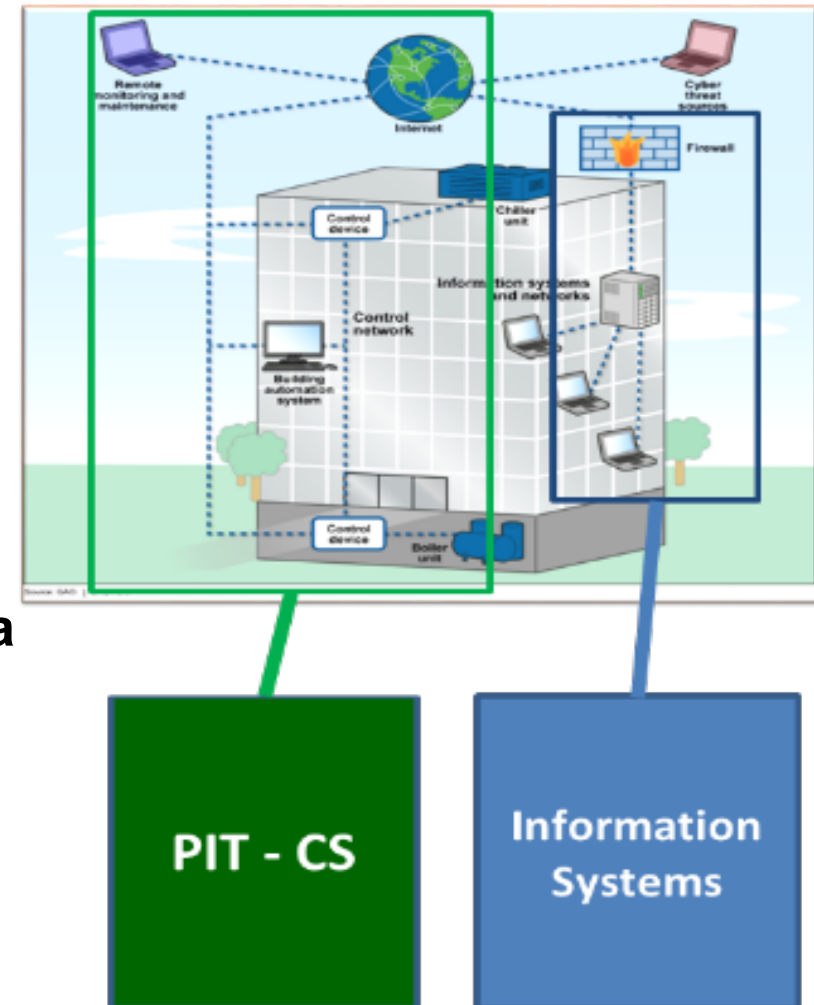 Remote
monitoring and
maintenance
Internet
Cyber
threat
sources
Firewall
Chiller
unit
Control
device
Information systems
and networks
Control
network
Building
automation
system
Control
device
Boiler
unit
Source: GAO |
a
PIT - CS
Information
Systems